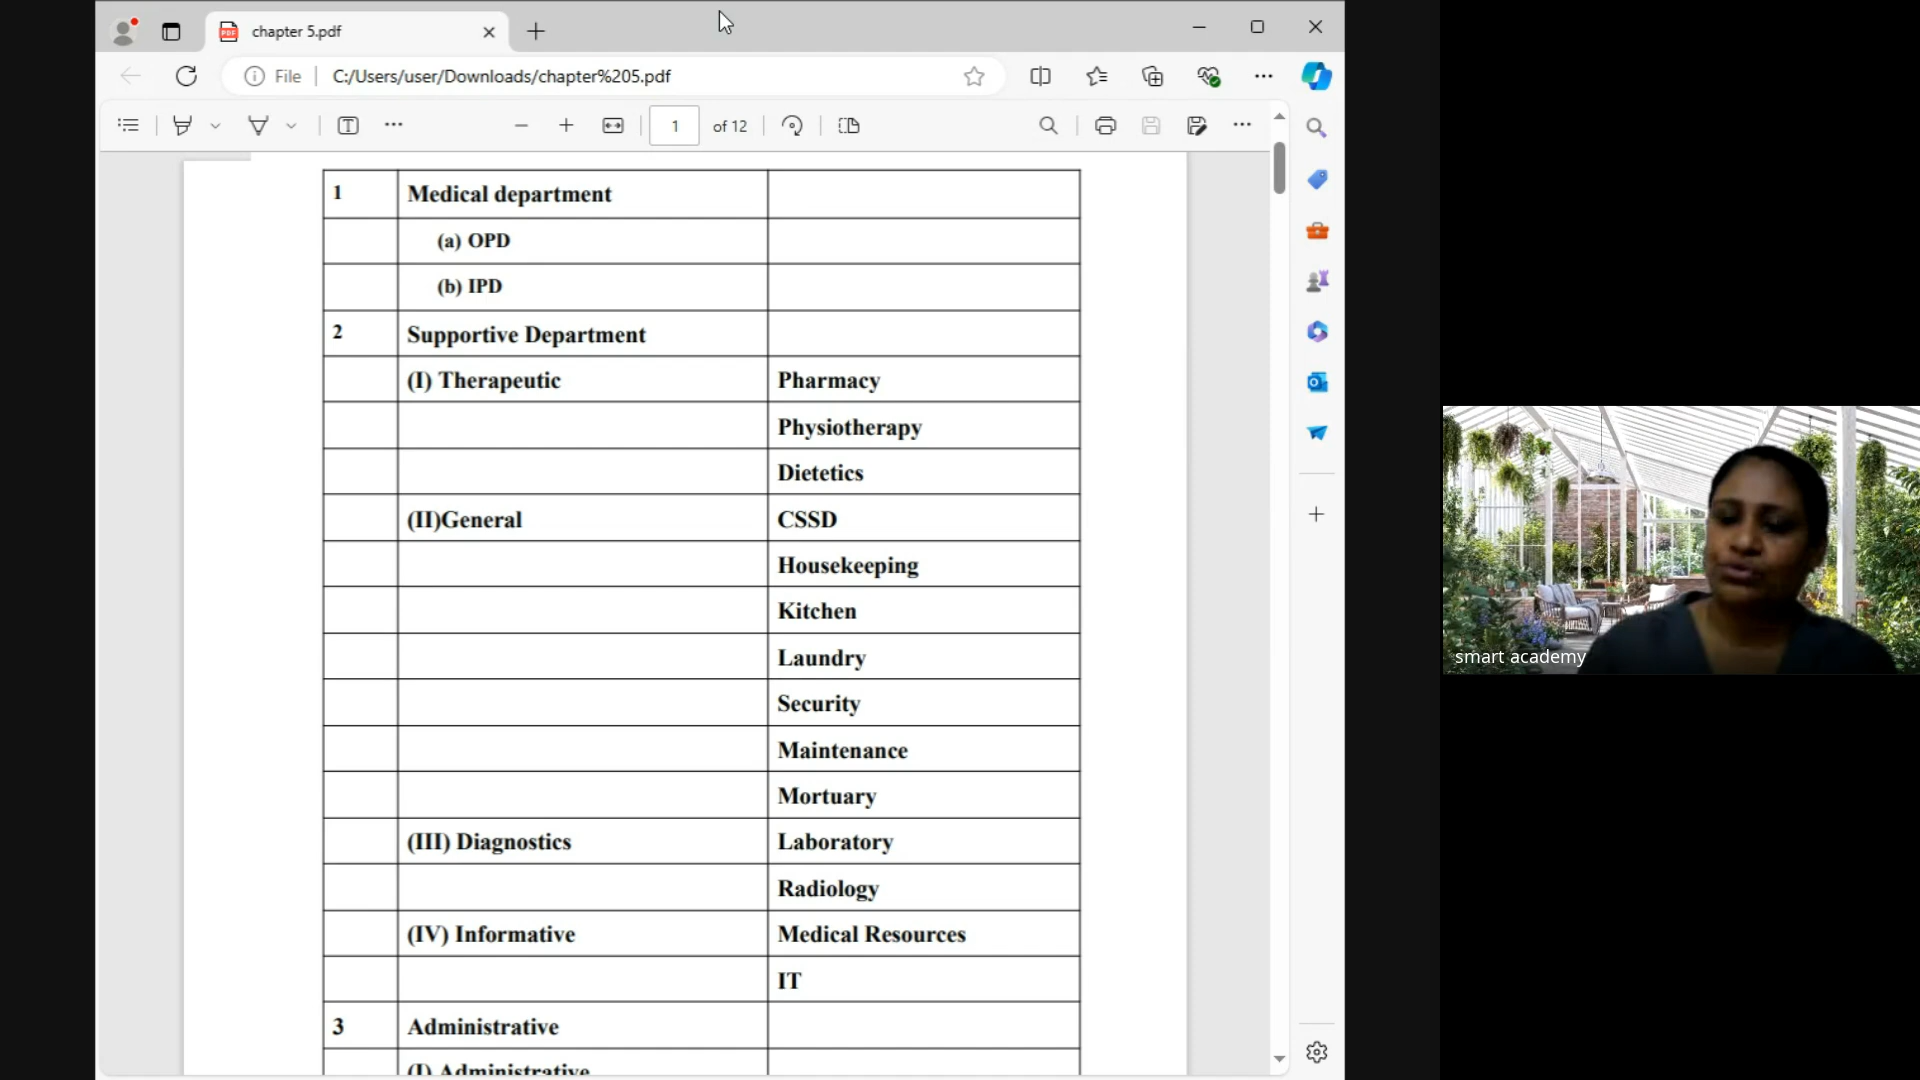 chapter 5.pdf
File
C:/Users/user/Downloads/chapter%205.pdf
1
of 12
1 Medical department
(a) OPD
(b) IPD
2 Supportive Department
(I) Therapeutic Pharmacy
Physiotherapy
Dietetics
(II)General CSSD
Housekeeping
Kitchen
Laundry
Security
Maintenance
Mortuary
(III) Diagnostics Laboratory
Radiology
(IV) Informative Medical Resources
IT
3 Administrative
(I) Administrative
smart academy